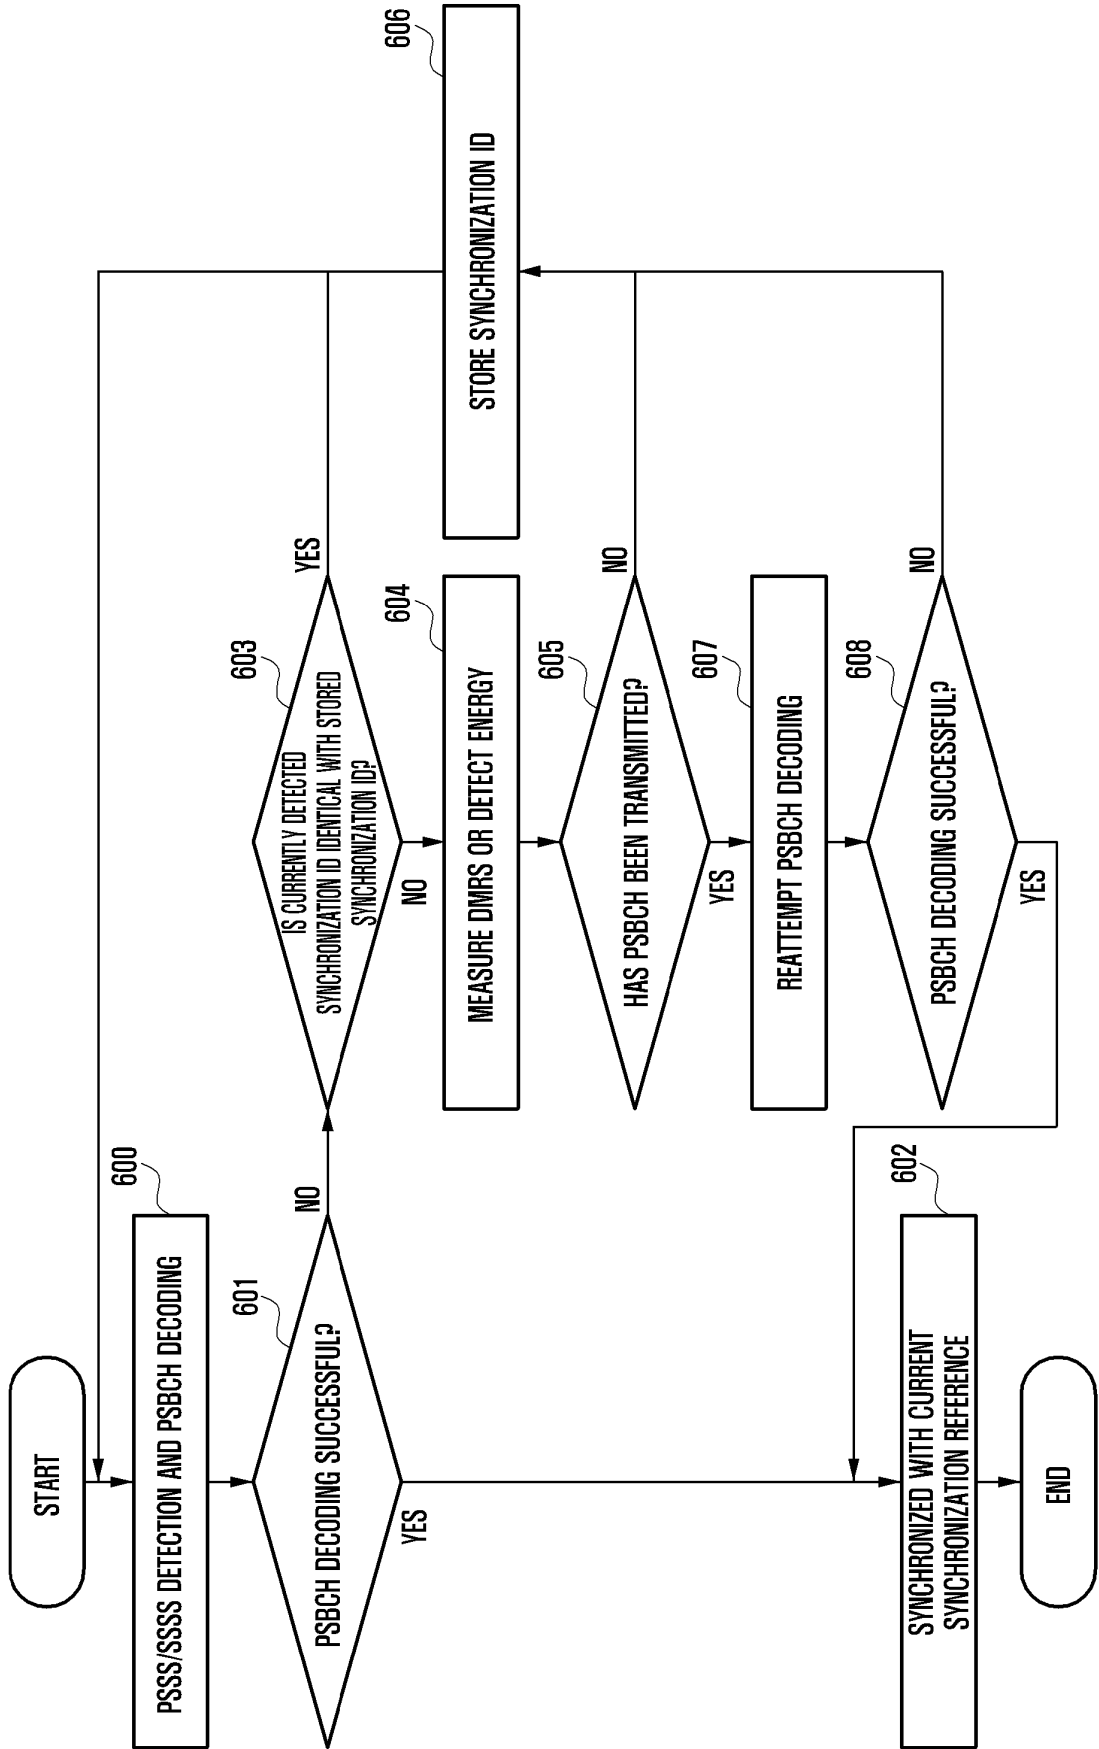 START
600
PSSS/SSSS DETECTION AND PSBCH DECODING
601
PSBCH DECODING SUCCESSFUL?
NO
YES
603
IS CURRENTLY DETECTED
SYNCHRONIZATION ID IDENTICAL WITH STORED
SYNCHRONIZATION ID?
YES
NO
604
MEASURE DMRS OR DETECT ENERGY
606
STORE SYNCHRONIZATION ID
605
HAS PSBCH BEEN TRANSMITTED?
NO
YES
607
REATTEMPT PSBCH DECODING
608
PSBCH DECODING SUCCESSFUL?
NO
YES
602
SYNCHRONIZED WITH CURRENT
SYNCHRONIZATION REFERENCE
END